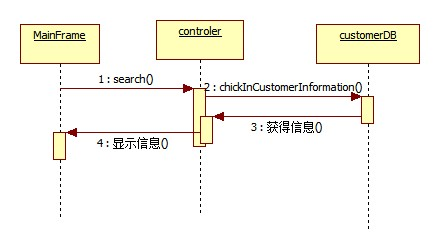 MainFrame
controler
customerDB
1 : search()
2 : chickInCustomerInformation()
3 : 获得信息()
4 : 显示信息()